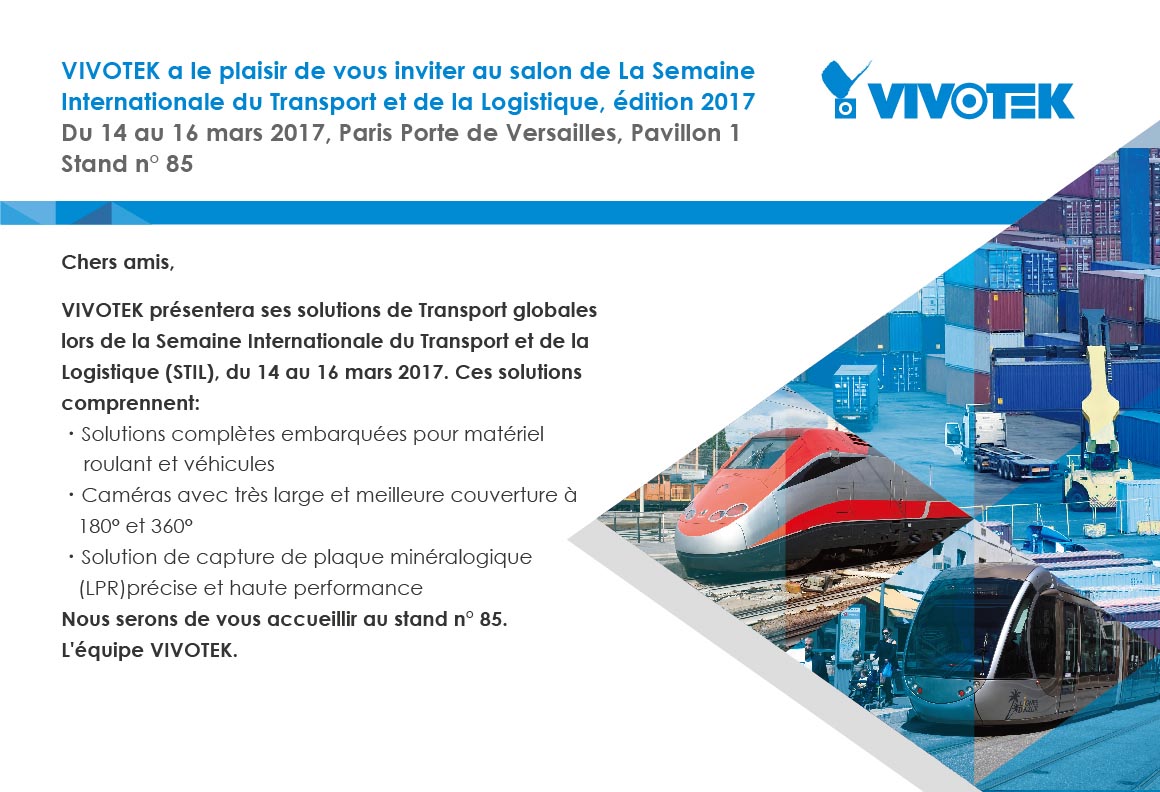 VIVOTEK a le plaisir de vous inviter au salon de La Semaine
Internationale du Transport et de la Logistique, édition 2017
Du 14 au 16 mars 2017, Paris Porte de Versailles, Pavillon 1
Stand n° 85
VIVOTEK
Chers amis,
VIVOTEK présentera ses solutions de Transport globales
lors de la Semaine Internationale du Transport et de la
Logistique (STIL), du 14 au 16 mars 2017. Ces solutions
comprennent:
・Solutions complètes embarquées pour matériel
roulant et véhicules
・Caméras avec très large et meilleure couverture à
180° et 360°
・Solution de capture de plaque minéralogique
(LPR)précise et haute performance
Nous serons de vous accueillir au stand n° 85.
L'équipe VIVOTEK.